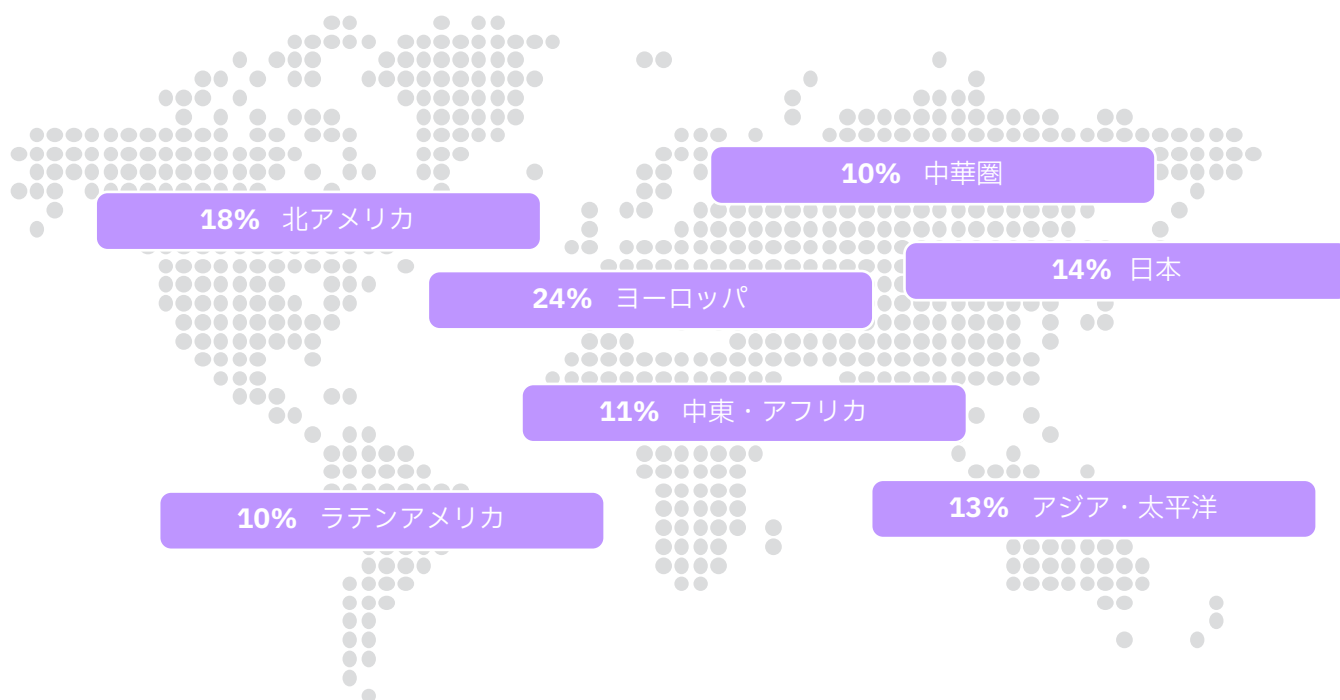 10% 中華圏
18% 北アメリカ
14% 日本
24% ヨーロッパ
11% 中東・アフリカ
13% アジア・太平洋
10% ラテンアメリカ